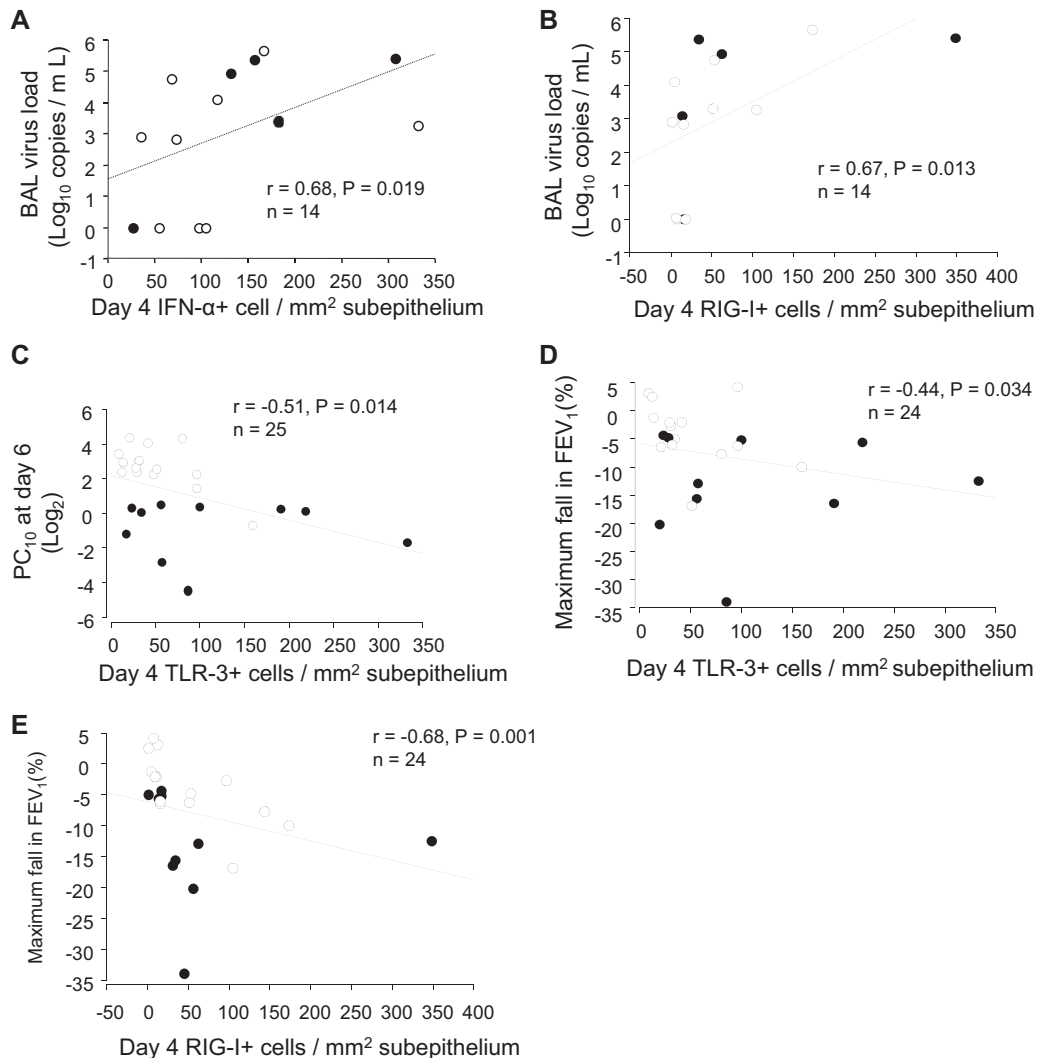 A
BAL virus load
(Log10 copies / m L)
6
5
4
3
2
1
0
-1
r = 0.68, P = 0.019
n = 14
0 50 100 150 200 250 300 350
Day 4 IFN-α+ cell / mm² subepithelium
B
BAL virus load
(Log10 copies / mL)
6
5
4
3
2
1
0
-1
r = 0.67, P = 0.013
n = 14
-50 0 50 100 150 200 250 300 350 400
Day 4 RIG-I+ cells / mm² subepithelium
C
PC10 at day 6
(Log2)
6
4
2
0
-2
-4
-6
r = -0.51, P = 0.014
n = 25
0 50 100 150 200 250 300 350
Day 4 TLR-3+ cells / mm² subepithelium
D
Maximum fall in FEV1(%)
5
0
-5
-10
-15
-20
-25
-30
-35
r = -0.44, P = 0.034
n = 24
0 50 100 150 200 250 300 350
Day 4 TLR-3+ cells / mm² subepithelium
E
Maximum fall in FEV1(%)
5
0
-5
-10
-15
-20
-25
-30
-35
r = -0.68, P = 0.001
n = 24
-50 0 50 100 150 200 250 300 350 400
Day 4 RIG-I+ cells / mm² subepithelium